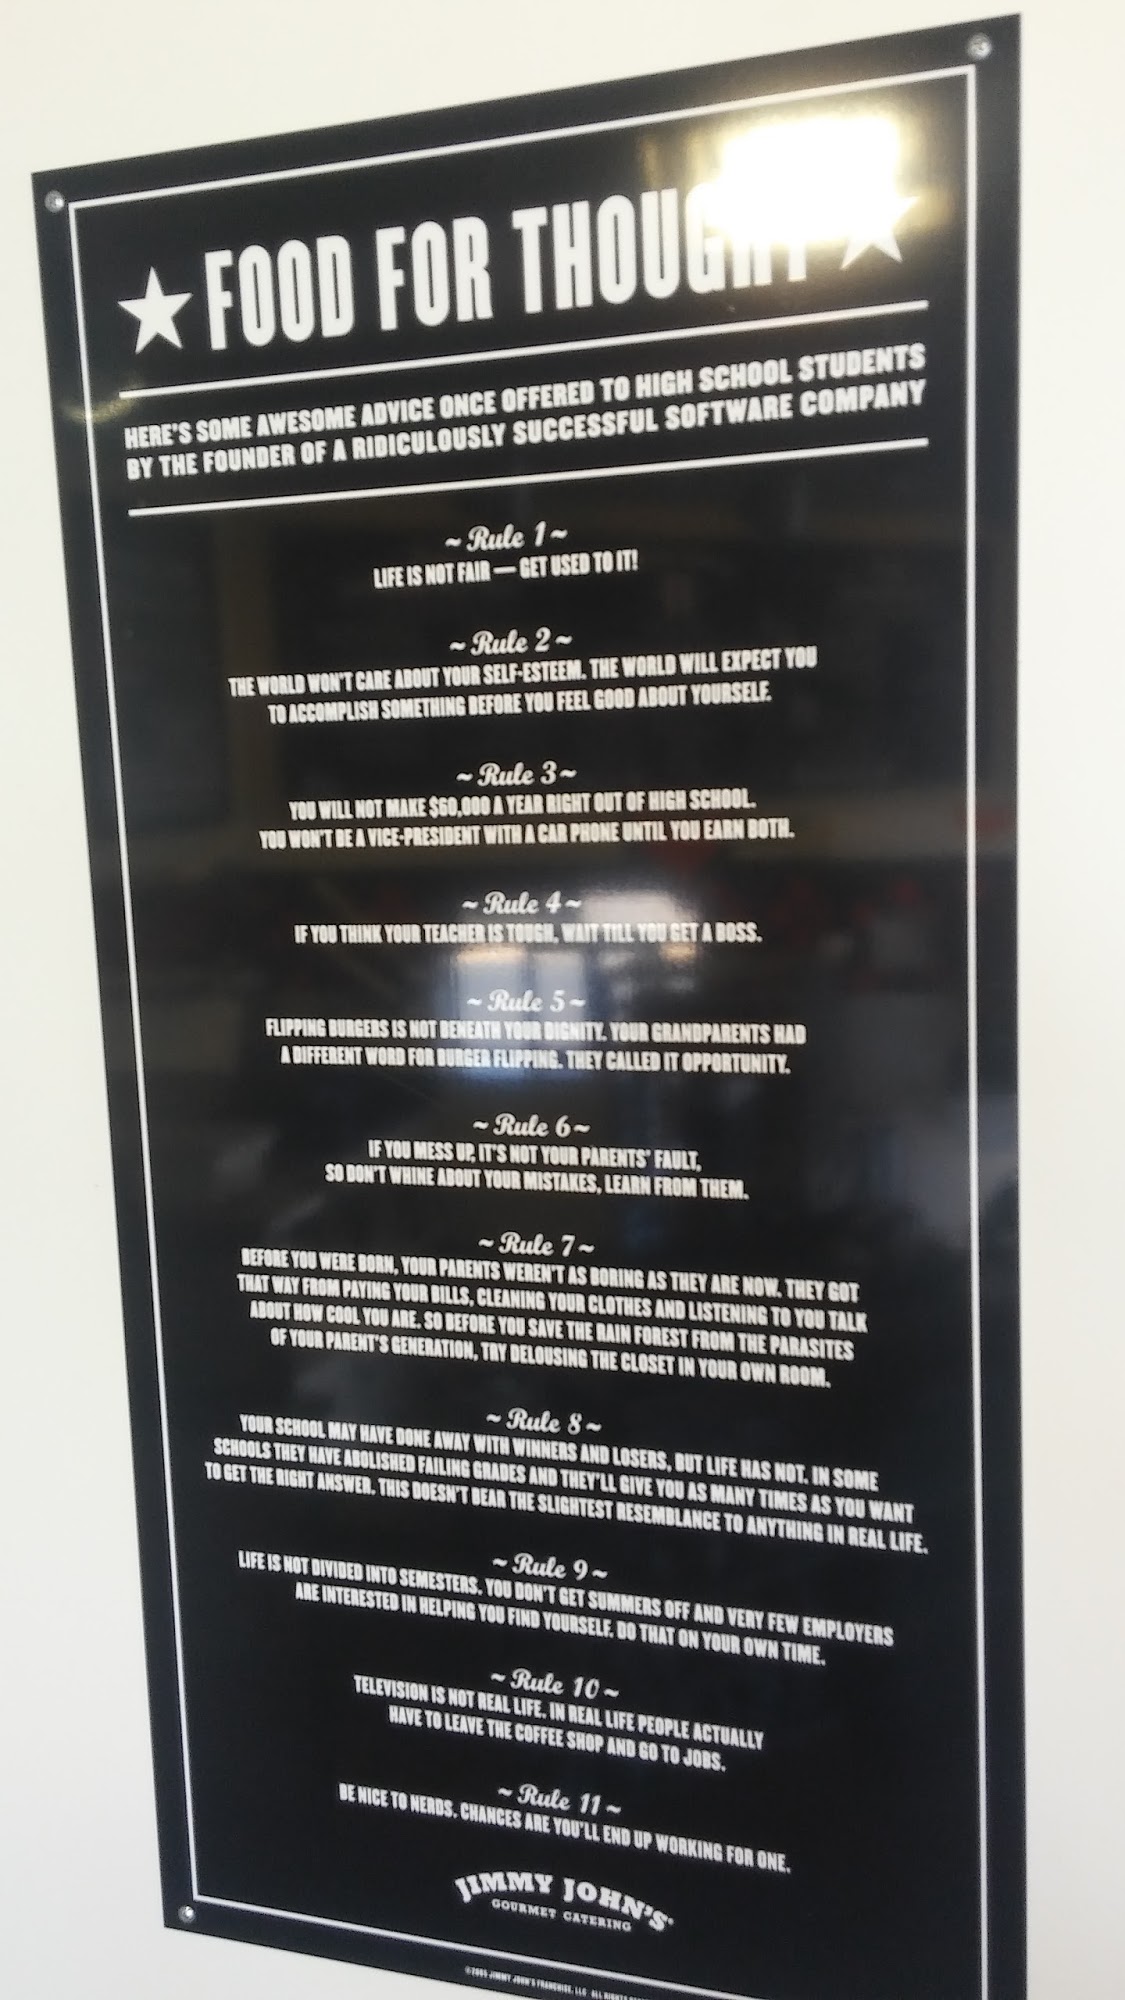 ★ FOOD FOR THOUGHT ★
HERE'S SOME AWESOME ADVICE ONCE OFFERED TO HIGH SCHOOL STUDENTS
BY THE FOUNDER OF A RIDICULOUSLY SUCCESSFUL SOFTWARE COMPANY
~ Rule 1 ~
LIFE IS NOT FAIR — GET USED TO IT!
~ Rule 2 ~
THE WORLD WON'T CARE ABOUT YOUR SELF-ESTEEM. THE WORLD WILL EXPECT YOU
TO ACCOMPLISH SOMETHING BEFORE YOU FEEL GOOD ABOUT YOURSELF.
~ Rule 3 ~
YOU WILL NOT MAKE $60,000 A YEAR RIGHT OUT OF HIGH SCHOOL.
YOU WON'T BE A VICE-PRESIDENT WITH A CAR PHONE UNTIL YOU EARN BOTH.
~ Rule 4 ~
IF YOU THINK YOUR TEACHER IS TOUGH, WAIT TILL YOU GET A BOSS.
~ Rule 5 ~
FLIPPING BURGERS IS NOT BENEATH YOUR DIGNITY. YOUR GRANDPARENTS HAD
A DIFFERENT WORD FOR BURGER FLIPPING. THEY CALLED IT OPPORTUNITY.
~ Rule 6 ~
IF YOU MESS UP, IT'S NOT YOUR PARENTS' FAULT,
SO DON'T WHINE ABOUT YOUR MISTAKES, LEARN FROM THEM.
~ Rule 7 ~
BEFORE YOU WERE BORN, YOUR PARENTS WEREN'T AS BORING AS THEY ARE NOW. THEY GOT
THAT WAY FROM PAYING YOUR BILLS, CLEANING YOUR CLOTHES AND LISTENING TO YOU TALK
ABOUT HOW COOL YOU ARE. SO BEFORE YOU SAVE THE RAIN FOREST FROM THE PARASITES
OF YOUR PARENT'S GENERATION, TRY DELOUSING THE CLOSET IN YOUR OWN ROOM.
~ Rule 8 ~
YOUR SCHOOL MAY HAVE DONE AWAY WITH WINNERS AND LOSERS, BUT LIFE HAS NOT. IN SOME
SCHOOLS THEY HAVE ABOLISHED FAILING GRADES AND THEY'LL GIVE YOU AS MANY TIMES AS YOU WANT
TO GET THE RIGHT ANSWER. THIS DOESN'T BEAR THE SLIGHTEST RESEMBLANCE TO ANYTHING IN REAL LIFE.
~ Rule 9 ~
LIFE IS NOT DIVIDED INTO SEMESTERS. YOU DON'T GET SUMMERS OFF AND VERY FEW EMPLOYERS
ARE INTERESTED IN HELPING YOU FIND YOURSELF. DO THAT ON YOUR OWN TIME.
~ Rule 10 ~
TELEVISION IS NOT REAL LIFE. IN REAL LIFE PEOPLE ACTUALLY
HAVE TO LEAVE THE COFFEE SHOP AND GO TO JOBS.
~ Rule 11 ~
BE NICE TO NERDS. CHANCES ARE YOU'LL END UP WORKING FOR ONE.
JIMMY JOHN'S
GOURMET CATERING
JIMMY JOHN'S FRANCHISE, LLC ALL RIGHTS